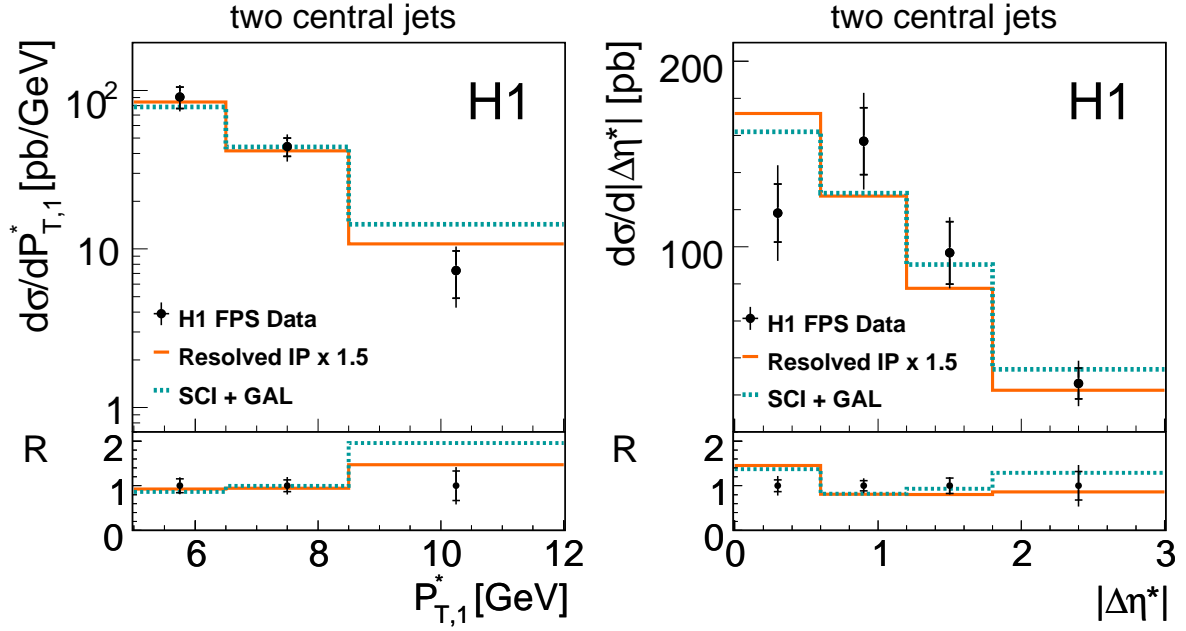 two central jets
dσ/dP*T,1 [pb/GeV]
10²
10
1
H1
H1 FPS Data
Resolved IP x 1.5
SCI + GAL
R
2
1
0
6 8 10 12
P*T,1 [GeV]
two central jets
dσ/d|Δη*| [pb]
200
100
H1
H1 FPS Data
Resolved IP x 1.5
SCI + GAL
R
2
1
0
0 1 2 3
|Δη*|